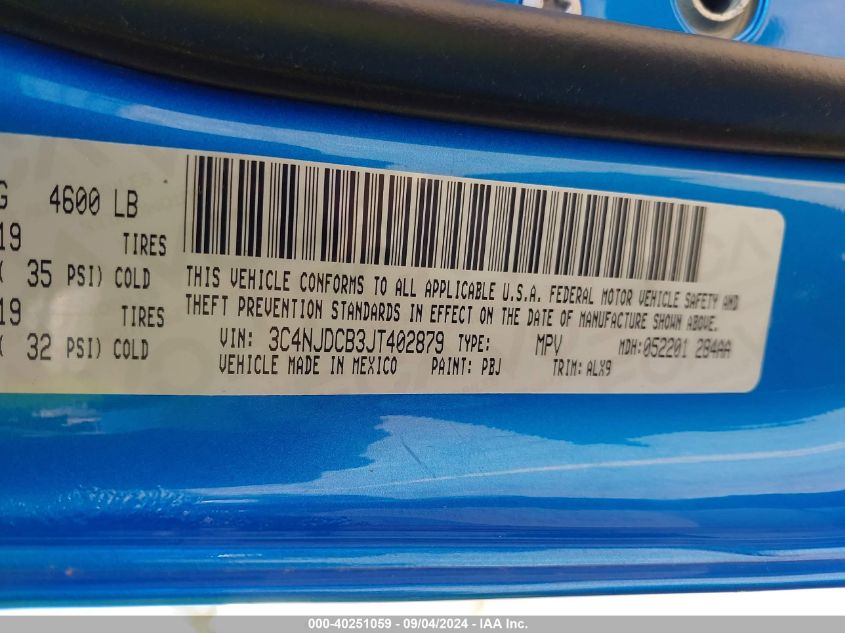 G 4600 LB
19 TIRES
( 35 PSI) COLD
19 TIRES
( 32 PSI) COLD
THIS VEHICLE CONFORMS TO ALL APPLICABLE U.S.A. FEDERAL MOTOR VEHICLE SAFETY AND
THEFT PREVENTION STANDARDS IN EFFECT ON THE DATE OF MANUFACTURE SHOWN ABOVE.
VIN: 3C4NJDCB3JT402879 TYPE: MPV MDH:052201 284AA
VEHICLE MADE IN MEXICO PAINT: PBJ TRIM: ALX9
000-40251059 - 09/04/2024 - IAA Inc.